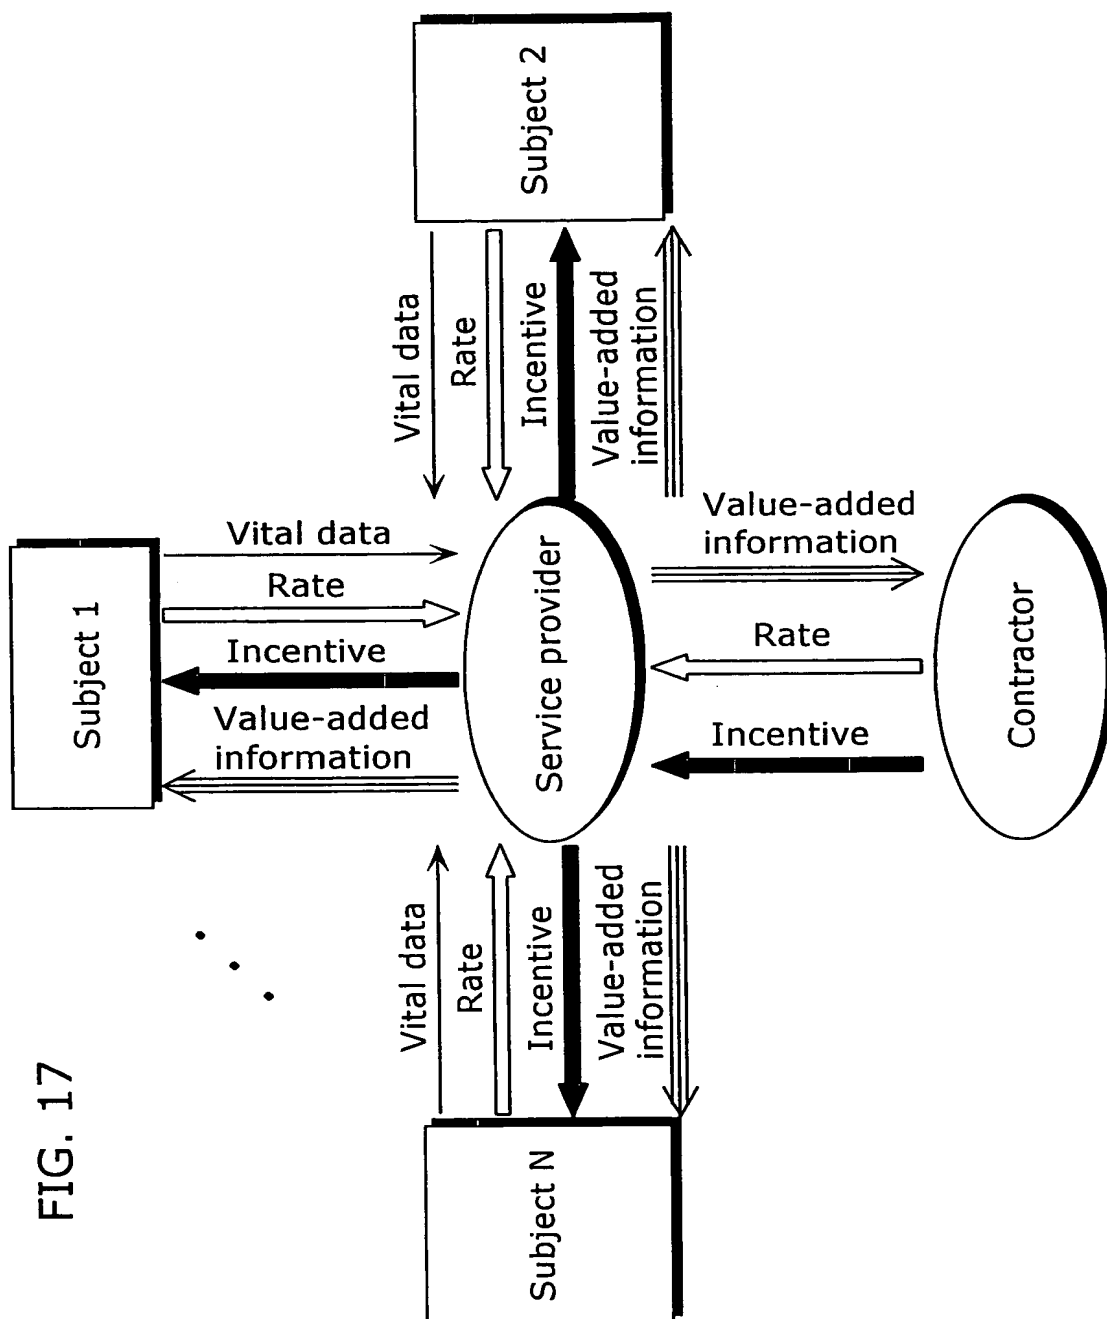 FIG. 17
Subject 1
Vital data
Rate
Incentive
Value-added
information
Subject 2
Vital data
Rate
Incentive
Value-added
information
Service provider
Subject N
Vital data
Rate
Incentive
Value-added
information
Value-added
information
Rate
Incentive
Contractor